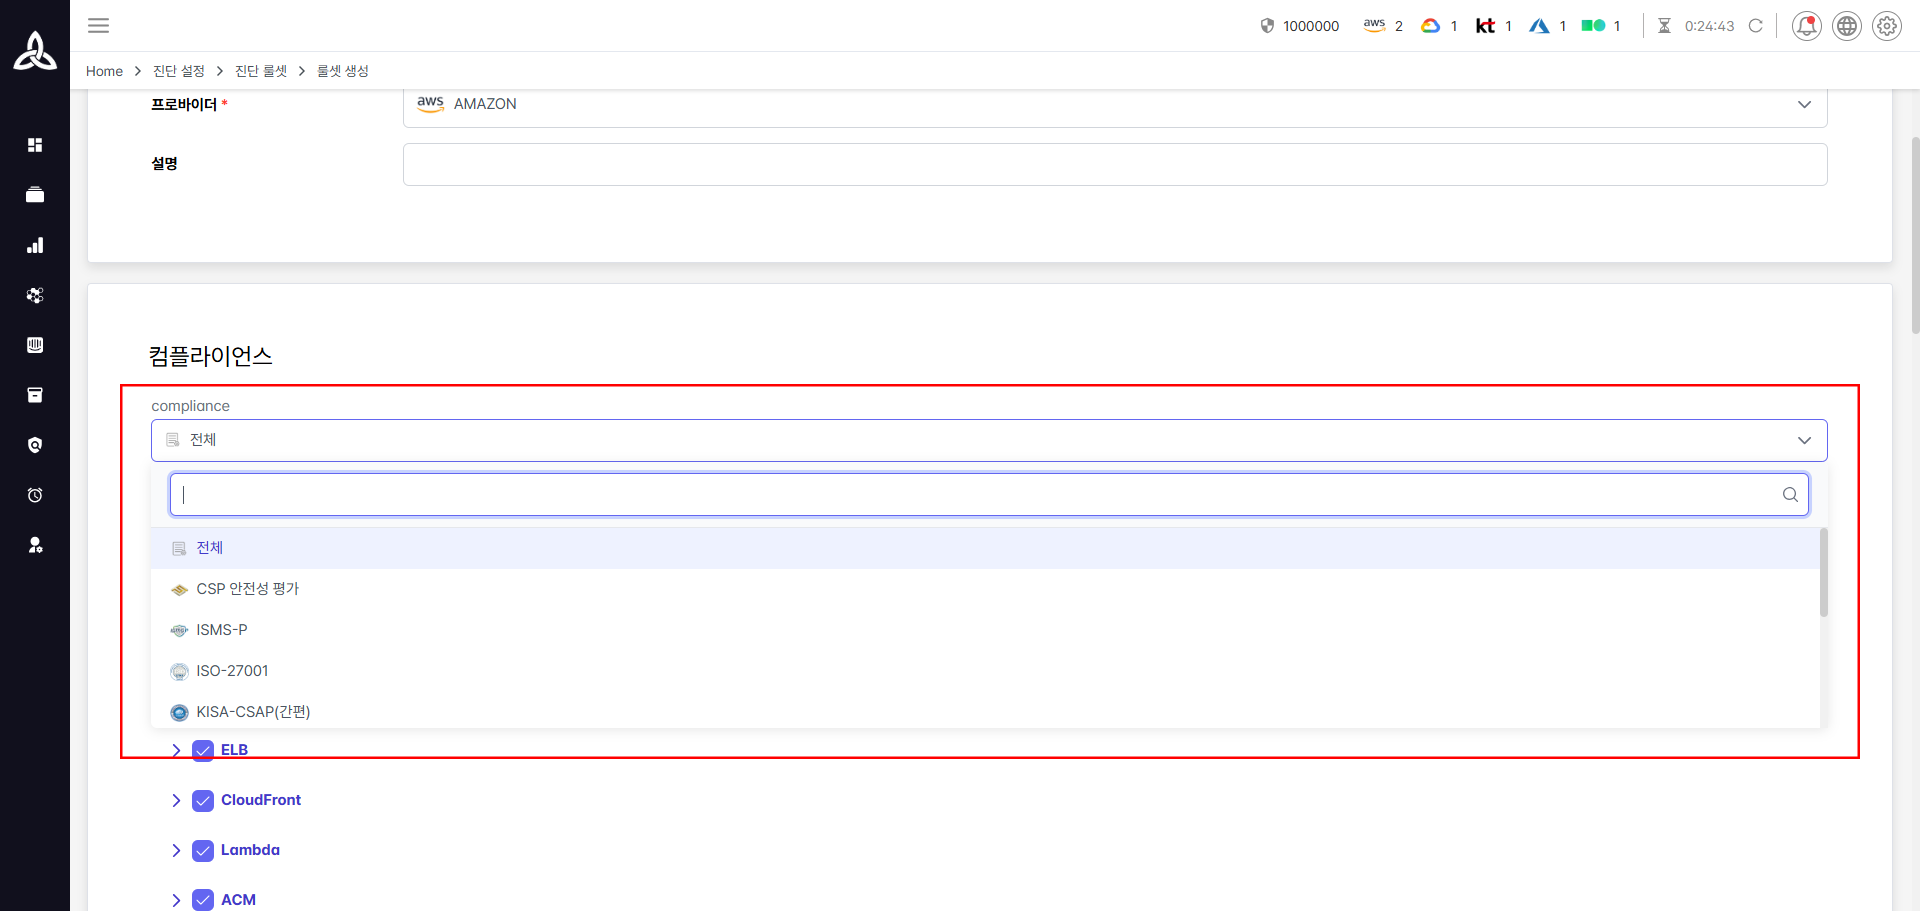 1000000 aws 2 1 kt 1 1 1 0:24:43
Home > 진단 설정 > 진단 룰셋 > 룰셋 생성
프로바이더 * aws AMAZON
설명
컴플라이언스
compliance
전체
전체
CSP 안전성 평가
ISMS-P
ISO-27001
KISA-CSAP(간편)
ELB
CloudFront
Lambda
ACM